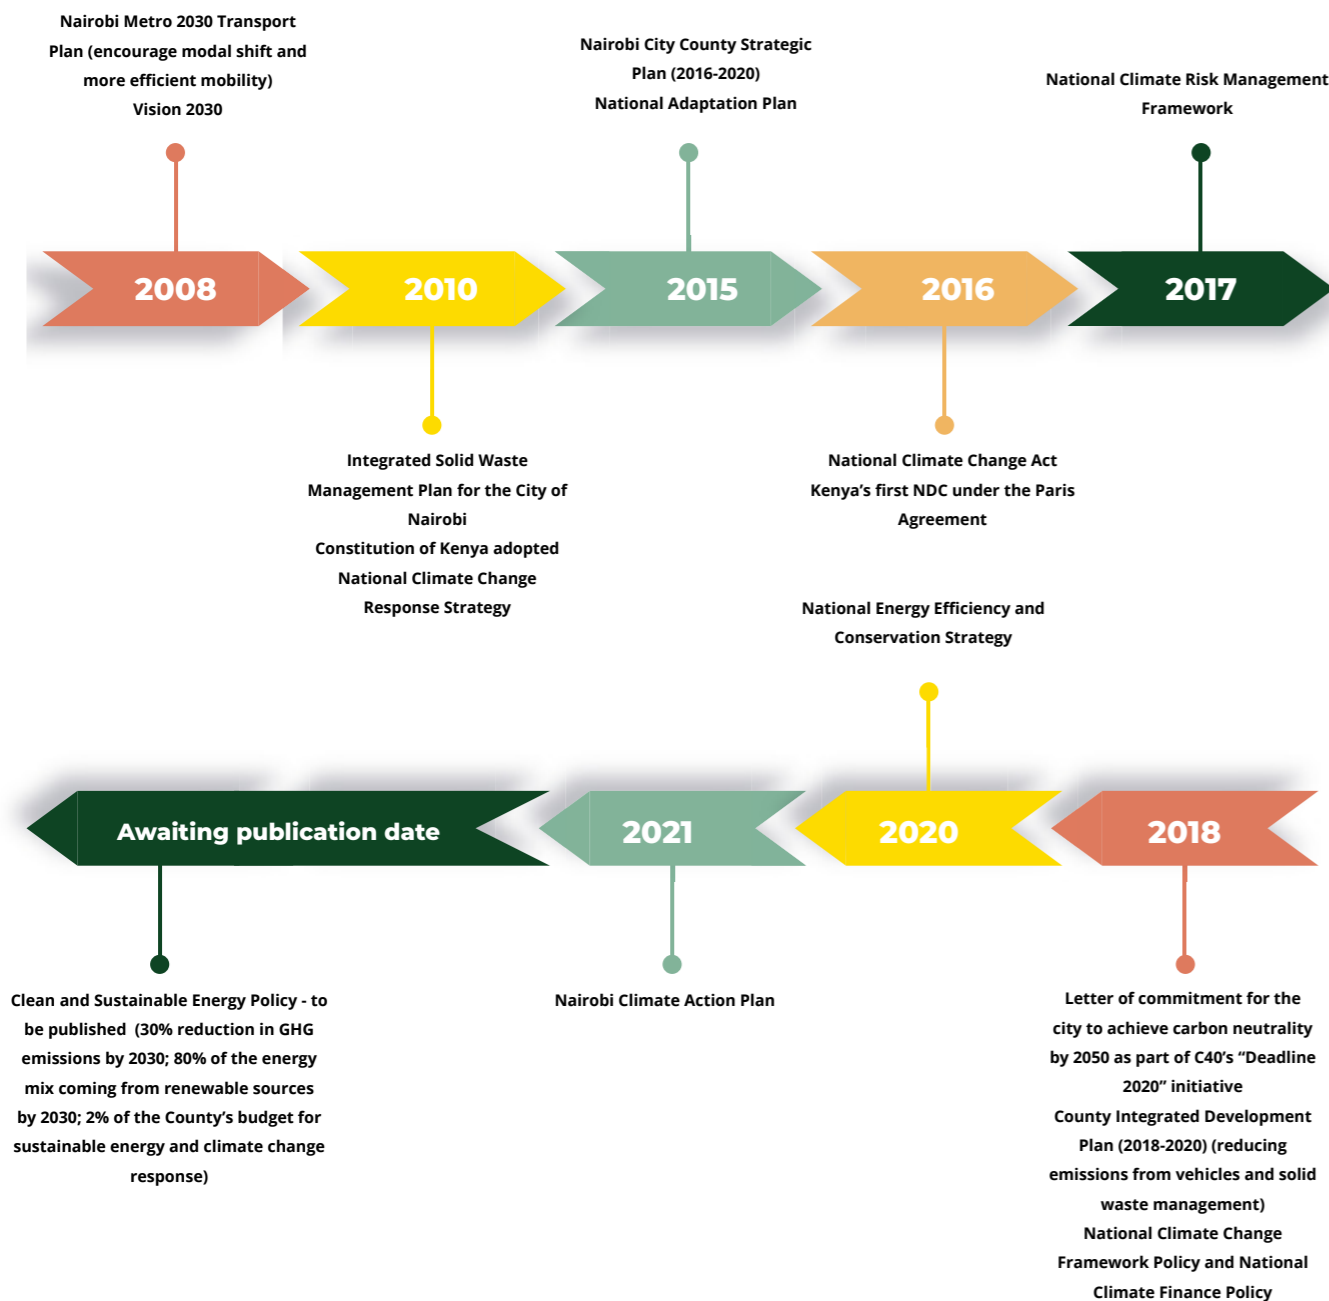 Nairobi Metro 2030 Transport
Plan (encourage modal shift and
more efficient mobility)
Vision 2030
Nairobi City County Strategic
Plan (2016-2020)
National Adaptation Plan
National Climate Risk Management
Framework
2008
2010
2015
2016
2017
Integrated Solid Waste
Management Plan for the City of
Nairobi
Constitution of Kenya adopted
National Climate Change
Response Strategy
National Climate Change Act
Kenya’s first NDC under the Paris
Agreement
National Energy Efficiency and
Conservation Strategy
2018
2020
2021
Awaiting publication date
Letter of commitment for the
city to achieve carbon neutrality
by 2050 as part of C40’s “Deadline
2020” initiative
County Integrated Development
Plan (2018-2020) (reducing
emissions from vehicles and solid
waste management)
National Climate Change
Framework Policy and National
Climate Finance Policy
Nairobi Climate Action Plan
Clean and Sustainable Energy Policy - to
be published (30% reduction in GHG
emissions by 2030; 80% of the energy
mix coming from renewable sources
by 2030; 2% of the County’s budget for
sustainable energy and climate change
response)